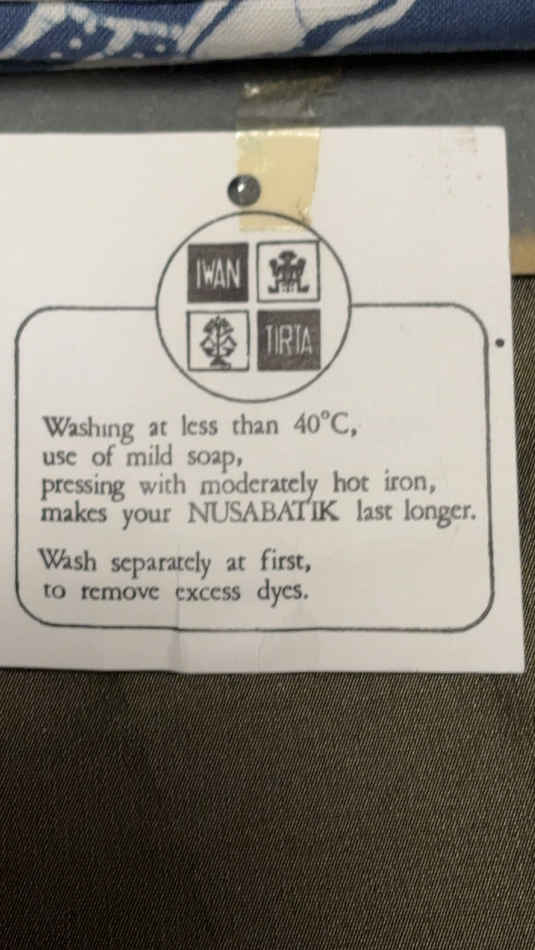 IWAN
TIRTA
Washing at less than 40°C,
use of mild soap,
pressing with moderately hot iron,
makes your NUSABATIK last longer.
Wash separately at first,
to remove excess dyes.